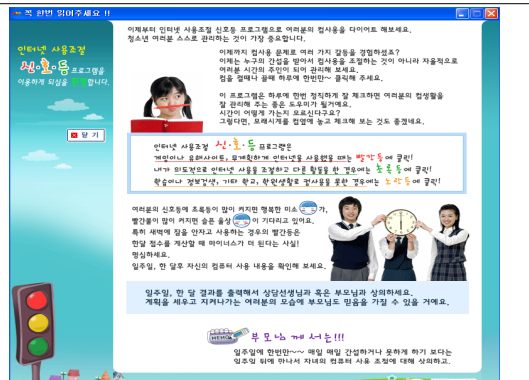 꼭 한번 읽어주세요 !!
인터넷 사용조절
신·호·등 프로그램을
이용하게 되심을 환영합니다.
닫 기
이제부터 인터넷 사용조절 신호등 프로그램으로 여러분의 컴사용을 다이어트 해보세요.
청소년 여러분 스스로 관리하는 것이 가장 중요합니다.
이제까지 컴사용 문제로 여러 가지 갈등을 경험하셨죠?
이제는 누구의 간섭을 받아서 컴사용을 조절하는 것이 아니라 자율적으로
여러분 시간의 주인이 되어 관리해 보세요.
컴을 켤때나 끌때 하루에 한번만~ 클릭해 주세요.
이 프로그램은 하루에 한번 정직하게 잘 체크하면 여러분의 컴생활을
잘 관리해 주는 좋은 도우미가 될거예요.
시간이 어떻게 가는지 모르신다구요?
그렇다면, 모래시계를 컴옆에 놓고 체크해 보는 것도 좋겠네요.
인터넷 사용조절 신·호·등 프로그램은
게임이나 유해사이트, 무계획하게 인터넷을 사용했을 때는 빨간등에 클릭!
내가 의도적으로 인터넷 사용을 조절하고 다른 활동을 한 경우에는 초록등에 클릭!
학습이나 정보검색, 기타 학교, 학원생활로 컴사용을 못한 경우에는 노란등에 클릭!
여러분의 신호등에 초록등이 많이 켜지면 행복한 미소 가,
빨간불이 많이 켜지면 슬픈 울상 이 기다리고 있어요.
특히 새벽에 잠을 안자고 사용하는 경우의 빨간등은
한달 점수를 계산할 때 마이너스가 더 된다는 사실!
명심하세요.
일주일, 한 달후 자신의 컴퓨터 사용 내용을 확인해 보세요.
일주일, 한 달 결과를 출력해서 상담선생님과 혹은 부모님과 상의하세요.
계획을 세우고 지켜나가는 여러분의 모습에 부모님도 믿음을 가질 수 있을 거예요.
MEMO 부모님 께 서는!!!
일주일에 한번만~~ 매일 매일 간섭하거나 못하게 하기 보다는
일주일 뒤에 만나서 자녀의 컴퓨터 사용 조절에 대해 상의하고.